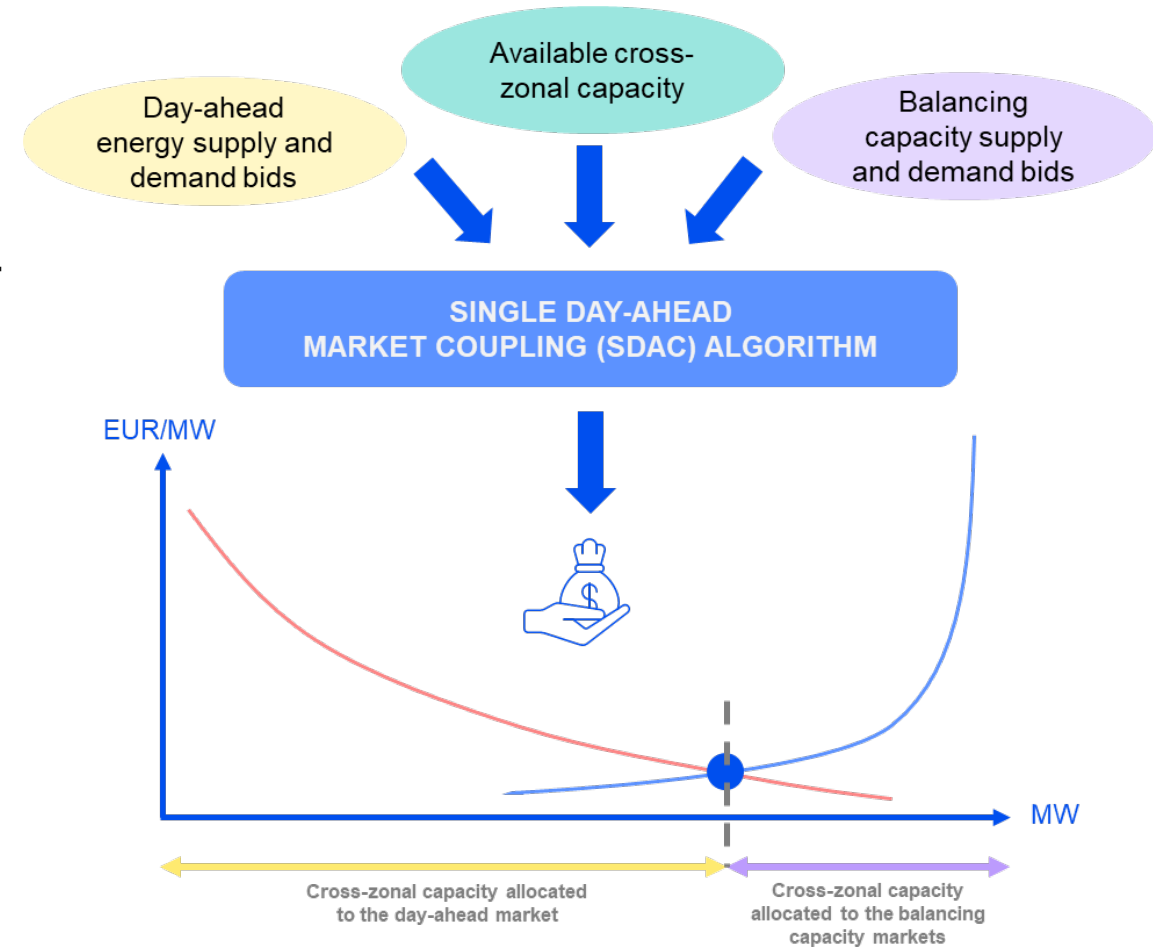 Available cross-
zonal capacity
Day-ahead
energy supply and
demand bids
Balancing
capacity supply
and demand bids
SINGLE DAY-AHEAD
MARKET COUPLING (SDAC) ALGORITHM
EUR/MW
$
MW
Cross-zonal capacity allocated
to the day-ahead market
Cross-zonal capacity
allocated to the balancing
capacity markets